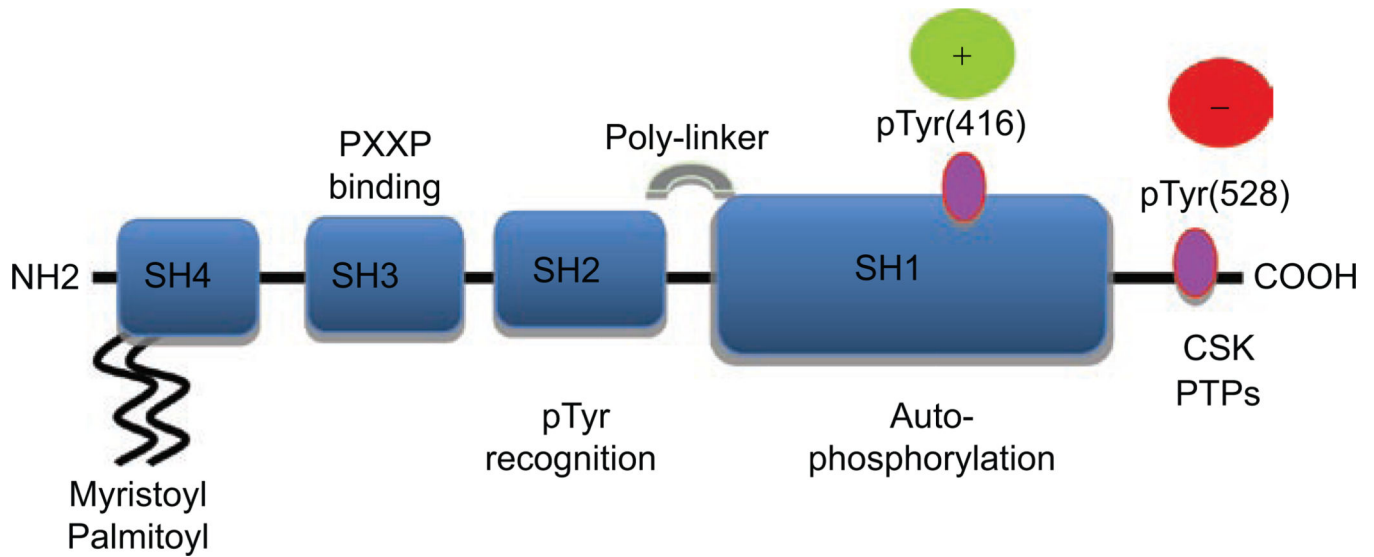 +
–
pTyr(416)
PXXP
binding
Poly-linker
pTyr(528)
NH2
SH4
SH3
SH2
SH1
COOH
CSK
PTPs
pTyr
recognition
Auto-
phosphorylation
Myristoyl
Palmitoyl